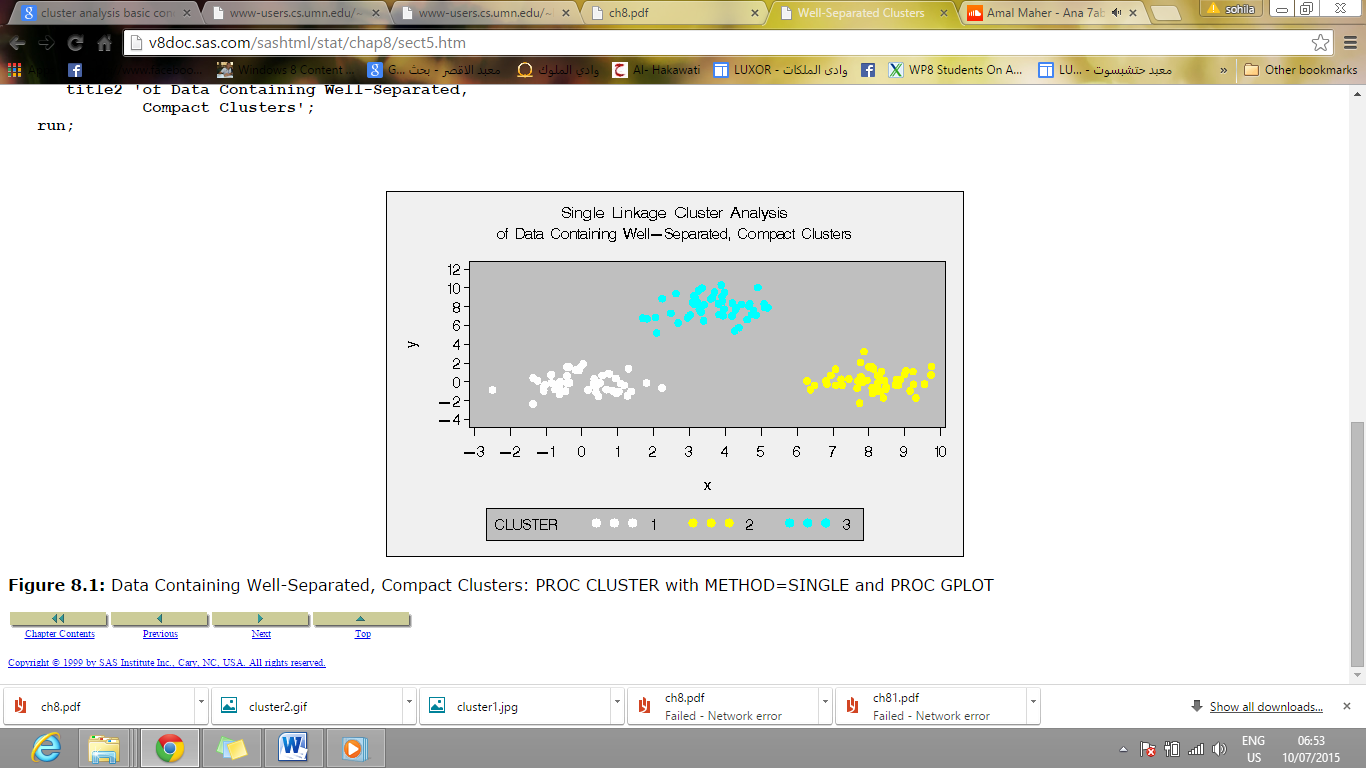 cluster analysis basic con
www-users.cs.umn.edu/~
www-users.cs.umn.edu/~
ch8.pdf
Well-Separated Clusters
Amal Maher - Ana 7ab
sohila
v8doc.sas.com/sashtml/stat/chap8/sect5.htm
Windows 8 Content ...
G... معبد الاقصر - بحث
وادى الملوك
Al- Hakawati
LUXOR - وادى الملكات
WP8 Students On A...
LU... - معبد حتشبسوت
»
Other bookmarks
title2 'of Data Containing Well-Separated,
Compact Clusters';
run;
Single Linkage Cluster Analysis
of Data Containing Well-Separated, Compact Clusters
12
10
8
6
4
2
0
-2
-4
y
-3 -2 -1 0 1 2 3 4 5 6 7 8 9 10
x
CLUSTER 1 2 3
Figure 8.1: Data Containing Well-Separated, Compact Clusters: PROC CLUSTER with METHOD=SINGLE and PROC GPLOT
Chapter Contents Previous Next Top
Copyright © 1999 by SAS Institute Inc., Cary, NC, USA. All rights reserved.
ch8.pdf
cluster2.gif
cluster1.jpg
ch8.pdf
Failed - Network error
ch81.pdf
Failed - Network error
Show all downloads...
ENG
US
06:53
10/07/2015